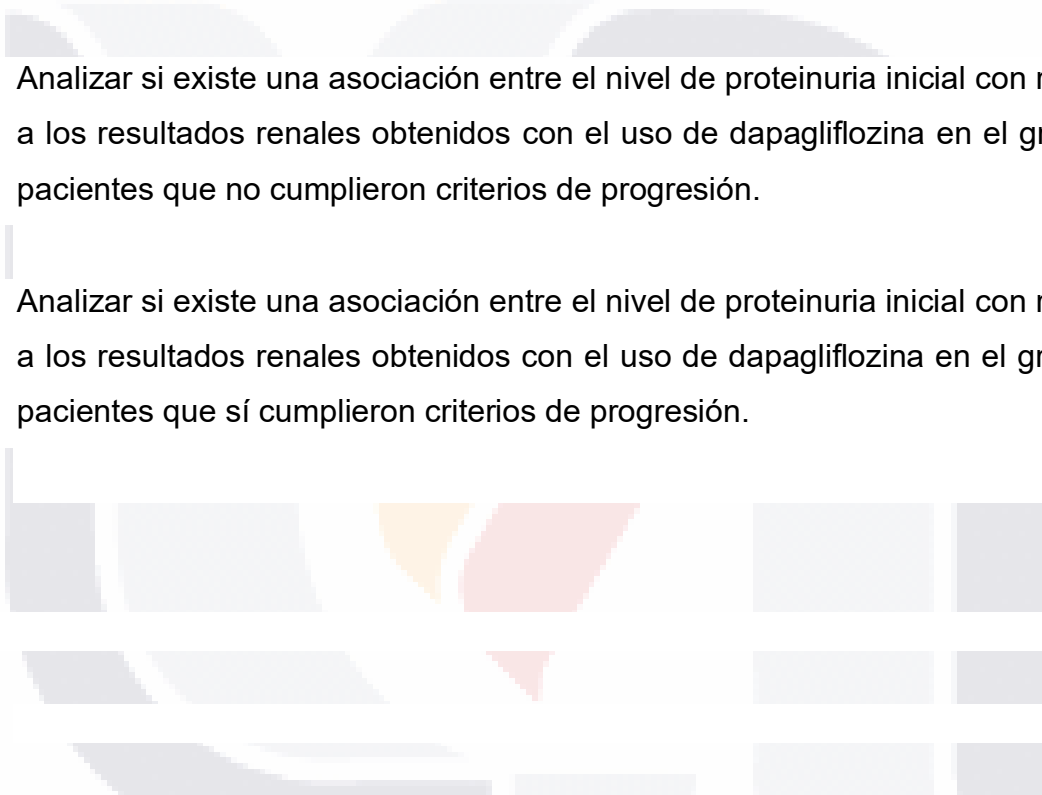 Analizar si existe una asociación entre el nivel de proteinuria inicial con
a los resultados renales obtenidos con el uso de dapagliflozina en el
pacientes que no cumplieron criterios de progresión.
Analizar si existe una asociación entre el nivel de proteinuria inicial con
a los resultados renales obtenidos con el uso de dapagliflozina en el
pacientes que sí cumplieron criterios de progresión.